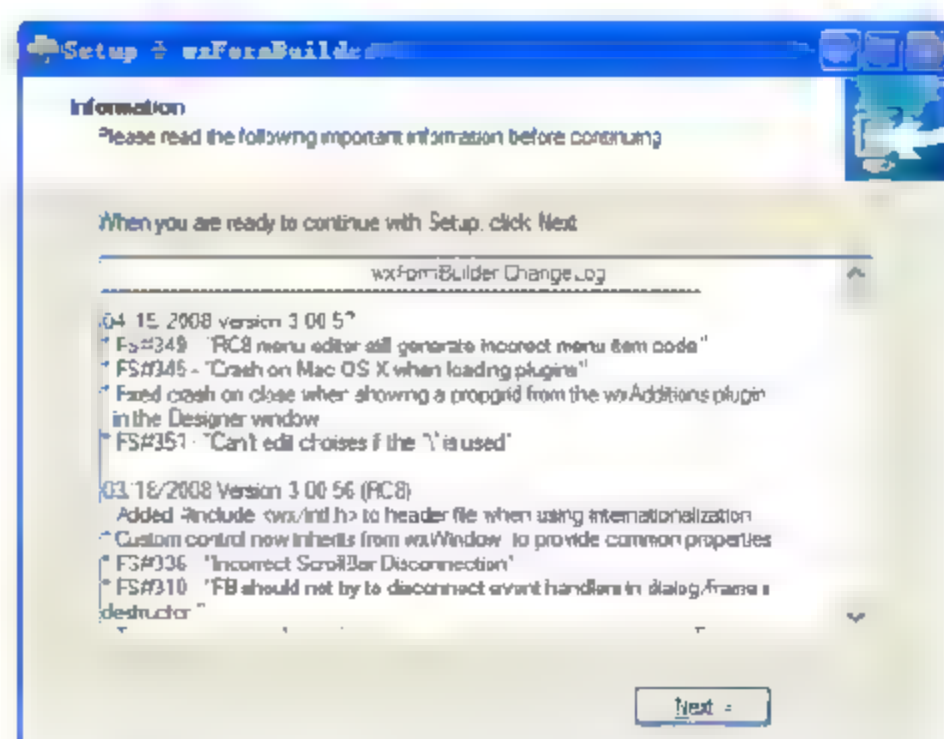 Setup - wxFormBuilder
Information
Please read the following important information before continuing
When you are ready to continue with Setup, click Next
wxFormBuilder ChangeLog
04-15-2008 version 3.00.57
* FS#349 - "RC8 menu editor still generate incorect menu item code"
* FS#345 - "Crash on Mac OS X when loading plugins"
* Fixed crash on close when showing a propgrid from the wxAdditions plugin
in the Designer window
* FS#351 - "Can't edit choises if the '\' is used"
03/18/2008 Version 3.00.56 (RC8)
Added #include <wx/intl.h> to header file when using internationalization
* Custom control now inherits from wxWindow to provide common properties
* FS#336 "Incorrect ScrollBar Disconnection"
* FS#310 "FB should not try to disconnect event handlers in dialog/frame's
destructor."
Next >